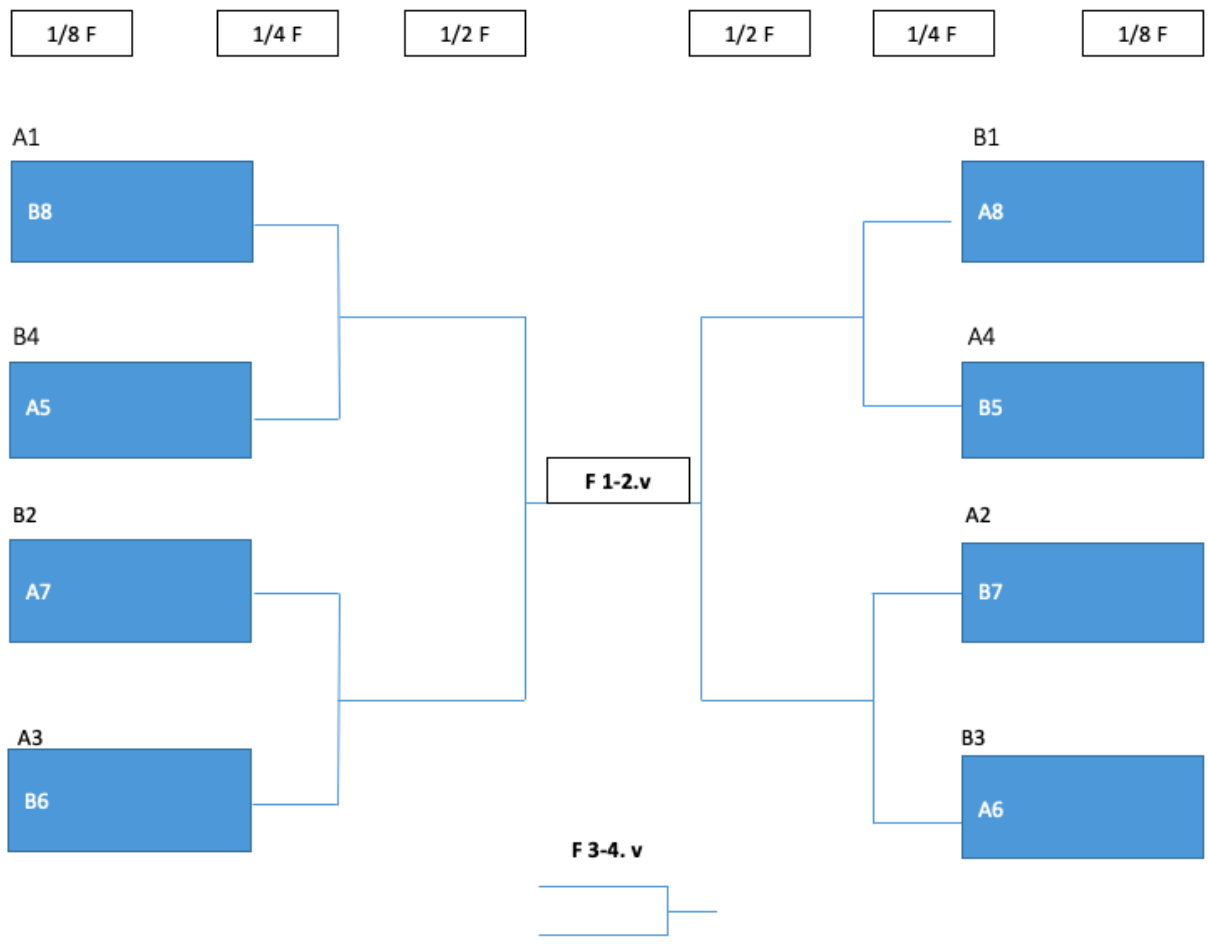 1/8 F
1/4 F
1/2 F
1/2 F
1/4 F
1/8 F
A1
B8
B4
A5
B2
A7
A3
B6
F 1-2.v
F 3-4. v
B1
A8
A4
B5
A2
B7
B3
A6